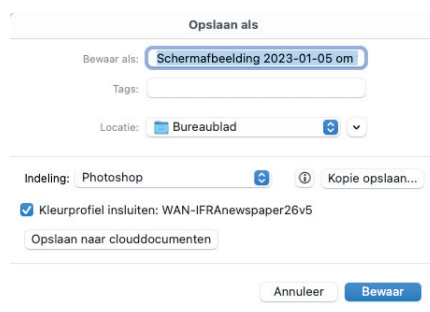 Opslaan als
Bewaar als: Schermafbeelding 2023-01-05 om
Tags:
Locatie: Bureaublad
Indeling: Photoshop Kopie opslaan...
Kleurprofiel insluiten: WAN-IFRAnewspaper26v5
Opslaan naar clouddocumenten
Annuleer Bewaar